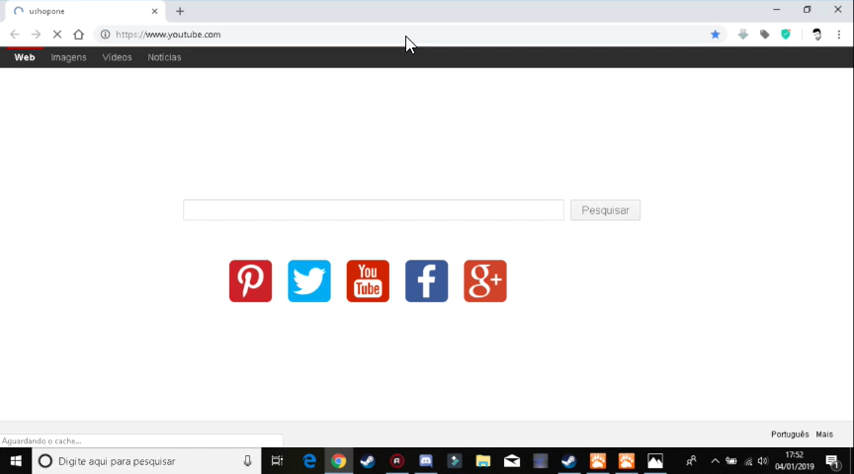 ushopone
https://www.youtube.com
Web Imagens Vídeos Notícias
Pesquisar
You Tube
g+
Português Mais
Aguardando o cache...
Digite aqui para pesquisar
17:52
04/01/2019
1